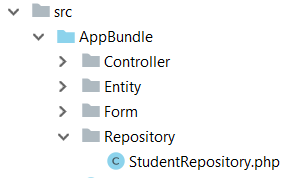 src
AppBundle
Controller
Entity
Form
Repository
C StudentRepository.php